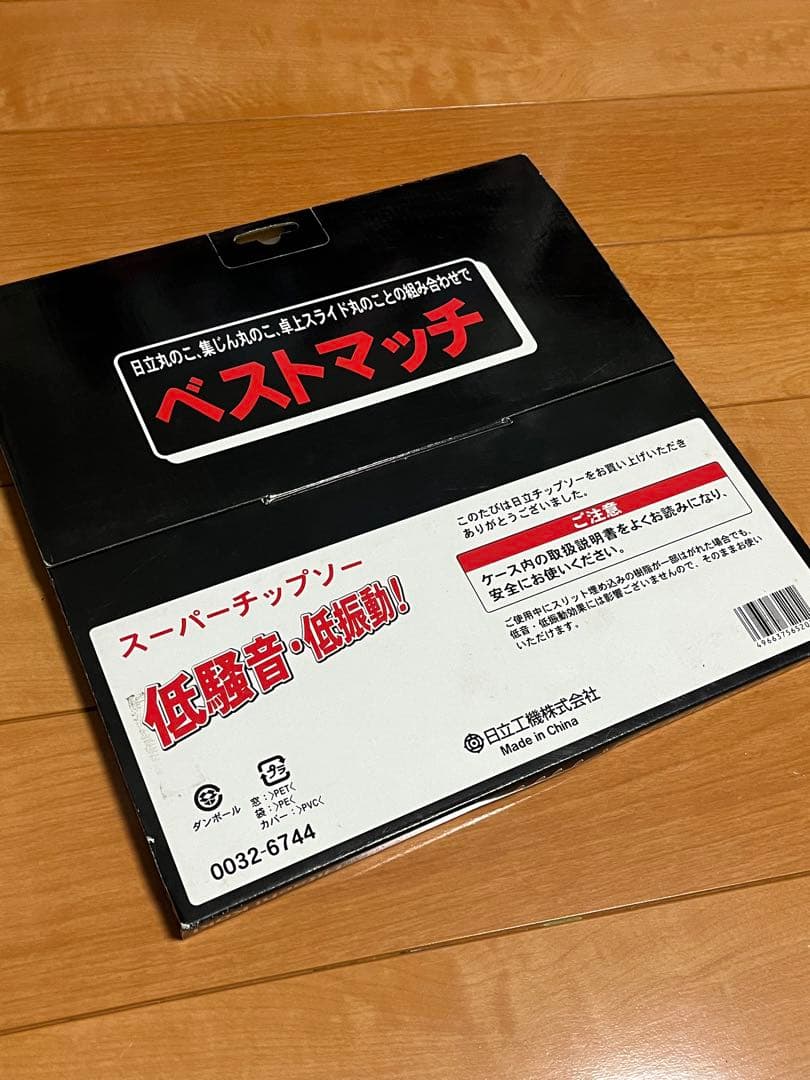 日立丸のこ、集じん丸のこ、卓上スライド丸のことの組み合わせで
ベストマッチ
スーパーチップソー
低騒音・低振動!
ダンボール
プラ
窓:>PET<
袋:>PE<
カバー:>PVC<
0032-6744
このたびは日立チップソーをお買い上げいただき
ありがとうございました。
ご注意
ケース内の取扱説明書をよくお読みになり、
安全にお使いください。
ご使用中にスリット埋め込みの樹脂が一部はがれた場合でも、
低音・低振動効果には影響ございませんので、そのままお使い
いただけます。
日立工機株式会社
Made in China